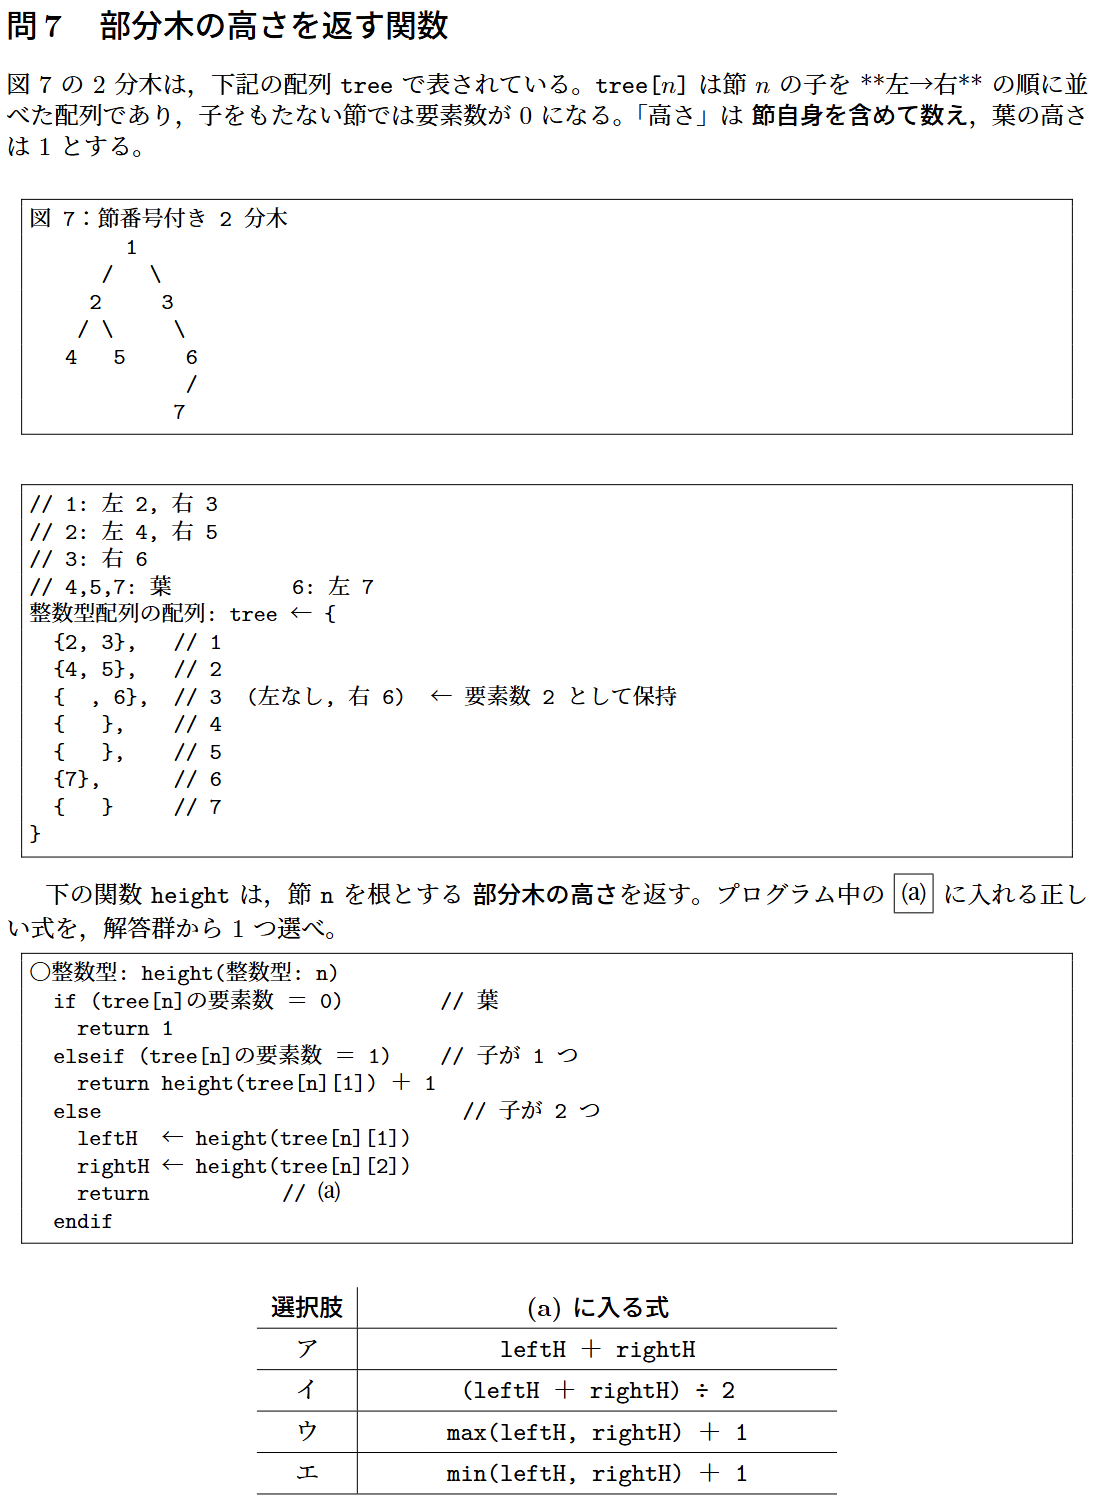 問 7　部分木の高さを返す関数
図 7 の 2 分木は，下記の配列 tree で表されている。tree[n] は節 n の子を **左→右** の順に並
べた配列であり，子をもたない節では要素数が 0 になる。「高さ」は 節自身を含めて数え，葉の高さ
は 1 とする。
図 7：節番号付き 2 分木
        1
      /   \
     2     3
    / \     \
   4   5     6
             /
            7
// 1: 左 2, 右 3
// 2: 左 4, 右 5
// 3: 右 6
// 4,5,7: 葉          6: 左 7
整数型配列の配列: tree ← {
  {2, 3},   // 1
  {4, 5},   // 2
  {  , 6},  // 3 （左なし, 右 6） ← 要素数 2 として保持
  {   },    // 4
  {   },    // 5
  {7},      // 6
  {   }     // 7
}
下の関数 height は，節 n を根とする 部分木の高さを返す。プログラム中の (a) に入れる正し
い式を，解答群から 1 つ選べ。
○整数型: height(整数型: n)
  if (tree[n]の要素数 ＝ 0)        // 葉
    return 1
  elseif (tree[n]の要素数 ＝ 1)    // 子が 1 つ
    return height(tree[n][1]) ＋ 1
  else                              // 子が 2 つ
    leftH  ← height(tree[n][1])
    rightH ← height(tree[n][2])
    return           // (a)
  endif
選択肢 (a) に入る式
ア leftH ＋ rightH
イ (leftH ＋ rightH) ÷ 2
ウ max(leftH, rightH) ＋ 1
エ min(leftH, rightH) ＋ 1